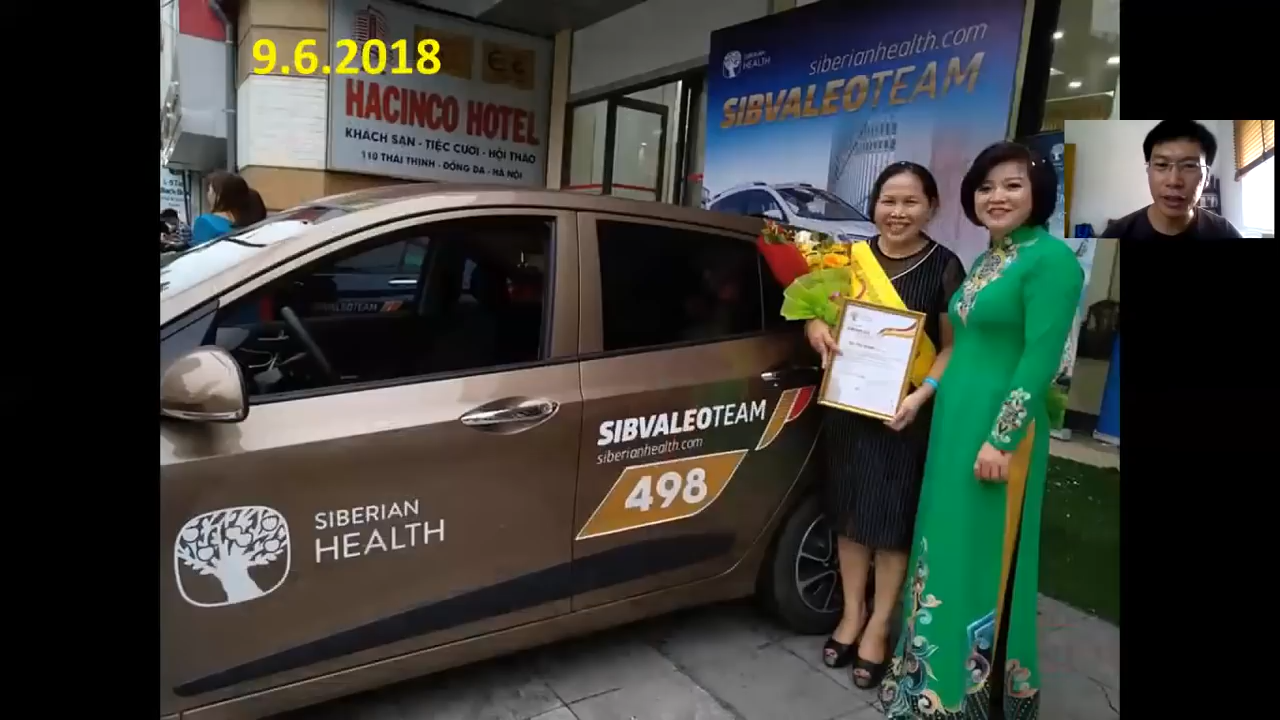 9.6.2018
HACINCO HOTEL
KHÁCH SẠN - TIỆC CƯỚI - HỘI THẢO
110 THÁI THỊNH - ĐỐNG ĐA - HÀ NỘI
SIBERIAN
HEALTH
siberianhealth.com
SIBVALEOTEAM
SIBVALEOTEAM
SIBVALEOTEAM
siberianhealth.com
498
SIBERIAN
HEALTH